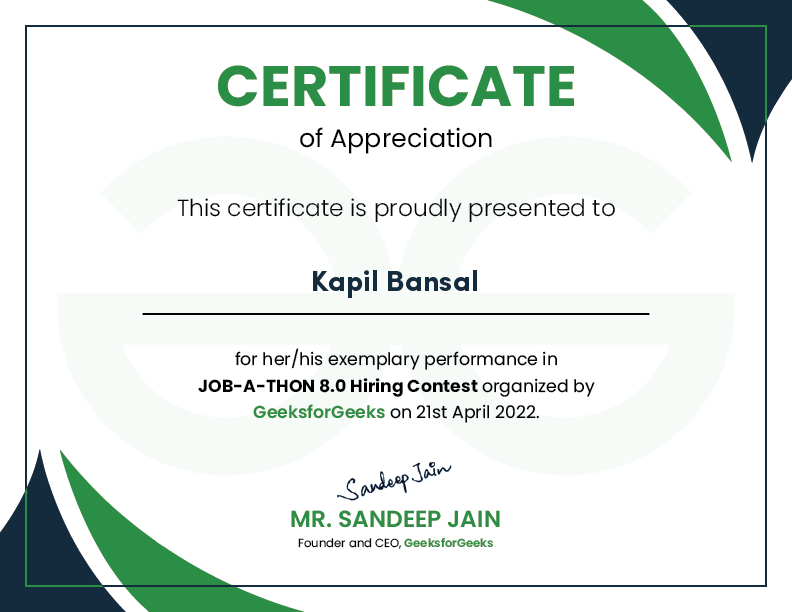 CERTIFICATE
of Appreciation
This certificate is proudly presented to
Kapil Bansal
for her/his exemplary performance in
JOB-A-THON 8.0 Hiring Contest organized by
GeeksforGeeks on 21st April 2022.
Sandeep Jain
MR. SANDEEP JAIN
Founder and CEO, GeeksforGeeks